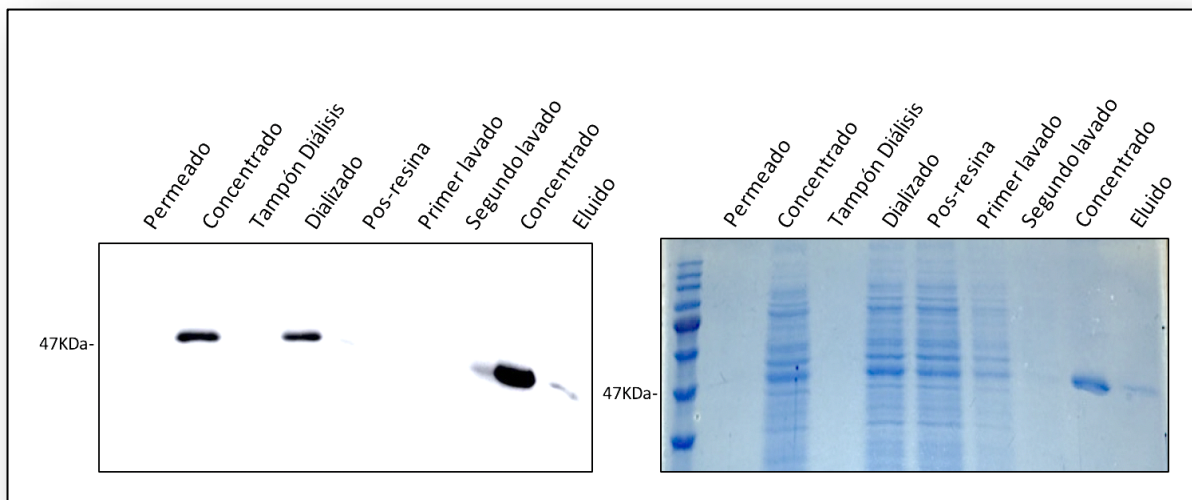 Permeado
Concentrado
Tampón Diálisis
Dializado
Pos-resina
Primer lavado
Segundo lavado
Concentrado
Eluido
47KDa-
Permeado
Concentrado
Tampón Diálisis
Dializado
Pos-resina
Primer lavado
Segundo lavado
Concentrado
Eluido
47KDa-